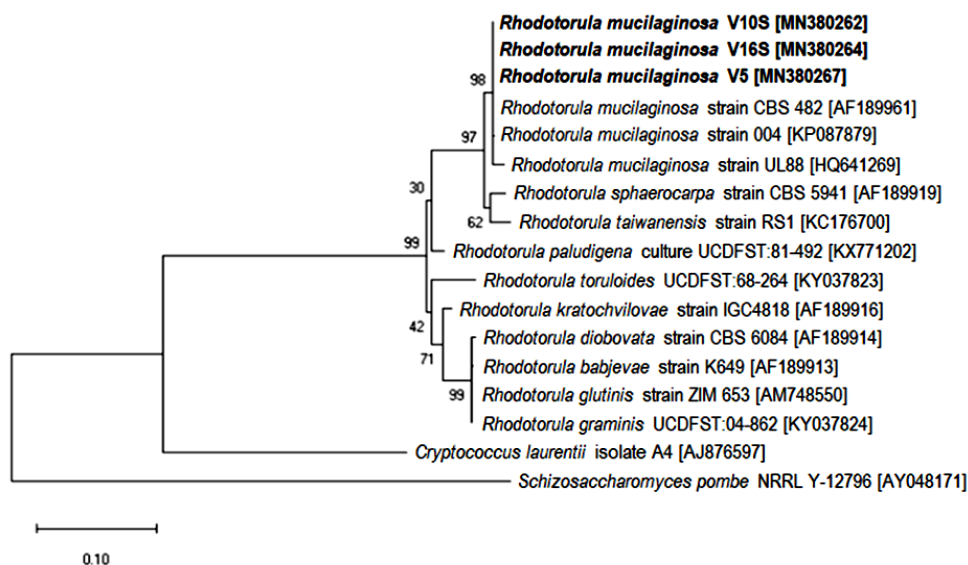 Rhodotorula mucilaginosa V10S [MN380262]
Rhodotorula mucilaginosa V16S [MN380264]
Rhodotorula mucilaginosa V5 [MN380267]
98
Rhodotorula mucilaginosa strain CBS 482 [AF189961]
97
Rhodotorula mucilaginosa strain 004 [KP087879]
Rhodotorula mucilaginosa strain UL88 [HQ641269]
30
Rhodotorula sphaerocarpa strain CBS 5941 [AF189919]
62
Rhodotorula taiwanensis strain RS1 [KC176700]
99
Rhodotorula paludigena culture UCDFST:81-492 [KX771202]
Rhodotorula toruloides UCDFST:68-264 [KY037823]
Rhodotorula kratochvilovae strain IGC4818 [AF189916]
42
Rhodotorula diobovata strain CBS 6084 [AF189914]
71
Rhodotorula babjevae strain K649 [AF189913]
99
Rhodotorula glutinis strain ZIM 653 [AM748550]
Rhodotorula graminis UCDFST:04-862 [KY037824]
Cryptococcus laurentii isolate A4 [AJ876597]
Schizosaccharomyces pombe NRRL Y-12796 [AY048171]
0.10